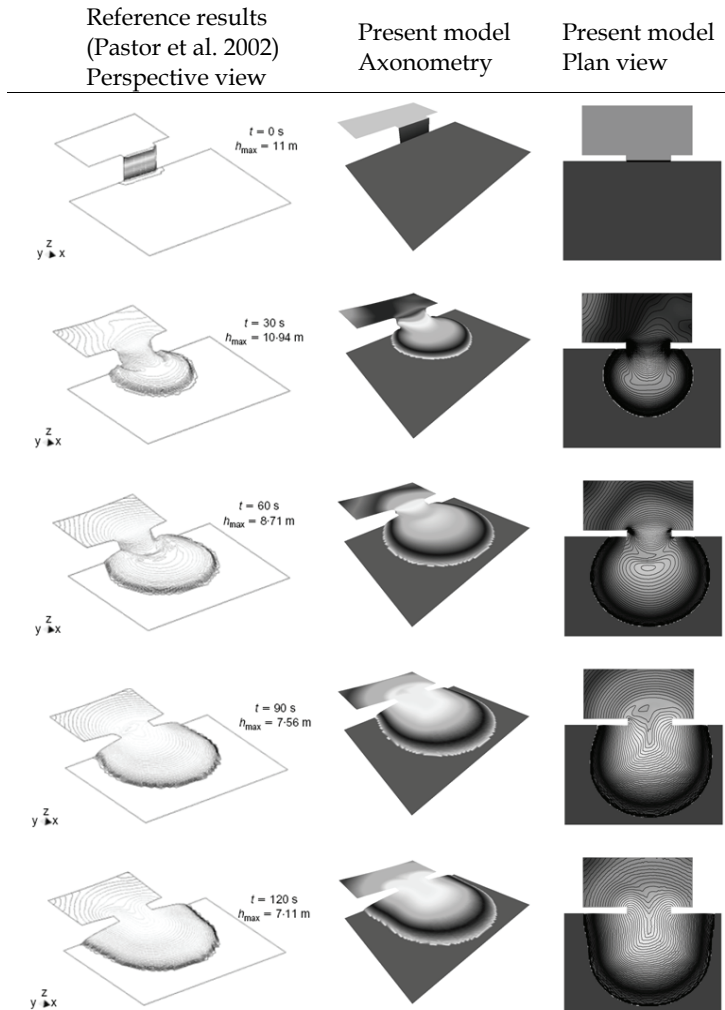 Reference results
(Pastor et al. 2002)
Perspective view
Present model
Axonometry
Present model
Plan view
t = 0 s
hmax = 11 m
z
y x
t = 30 s
hmax = 10·94 m
z
y x
t = 60 s
hmax = 8·71 m
z
y x
t = 90 s
hmax = 7·56 m
z
y x
t = 120 s
hmax = 7·11 m
z
y x